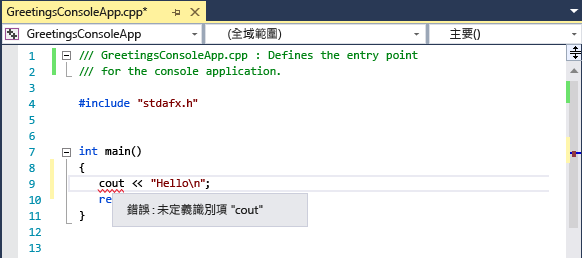 GreetingsConsoleApp.cpp*
GreetingsConsoleApp (全域範圍) 主要()
1 /// GreetingsConsoleApp.cpp : Defines the entry point
2 /// for the console application.
3
4 #include "stdafx.h"
5
6
7 int main()
8 {
9 cout << "Hello\n";
10 re
錯誤 : 未定義識別項 "cout"
11 }
12
13